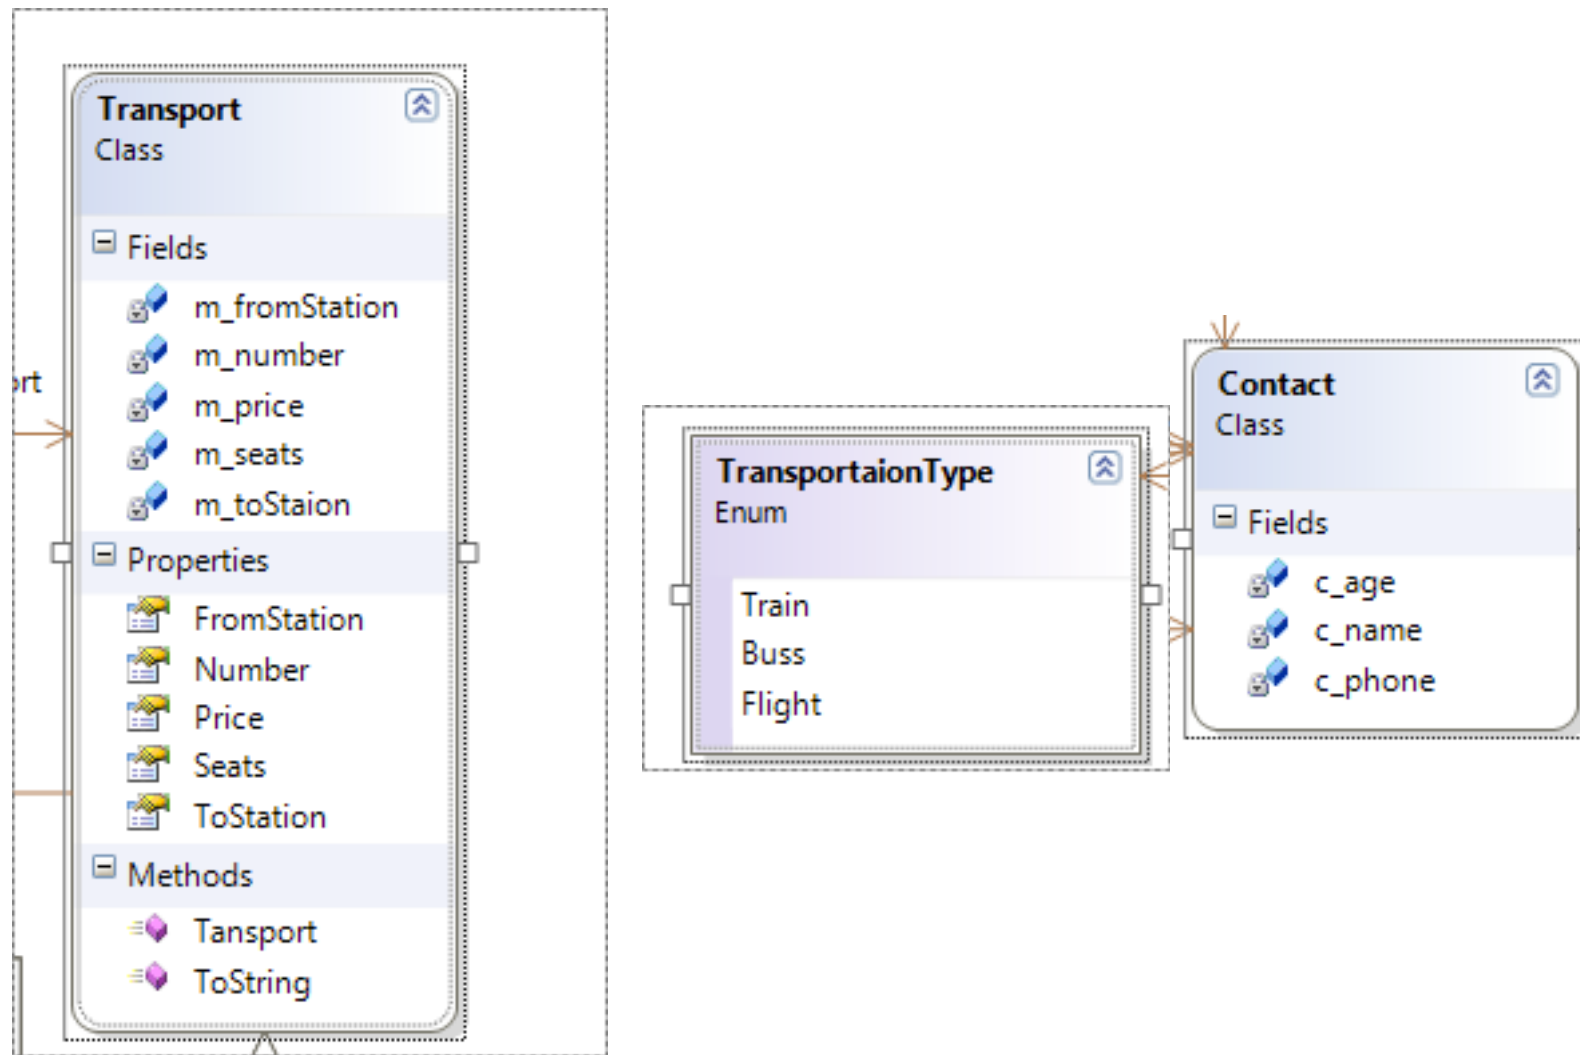 Transport
Class
Fields
m_fromStation
m_number
m_price
m_seats
m_toStaion
Properties
FromStation
Number
Price
Seats
ToStation
Methods
Tansport
ToString
ort
TransportaionType
Enum
Train
Buss
Flight
Contact
Class
Fields
c_age
c_name
c_phone